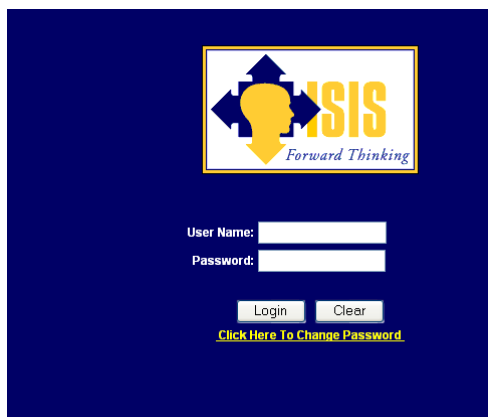 ISIS
Forward Thinking
User Name:
Password:
Login Clear
Click Here To Change Password